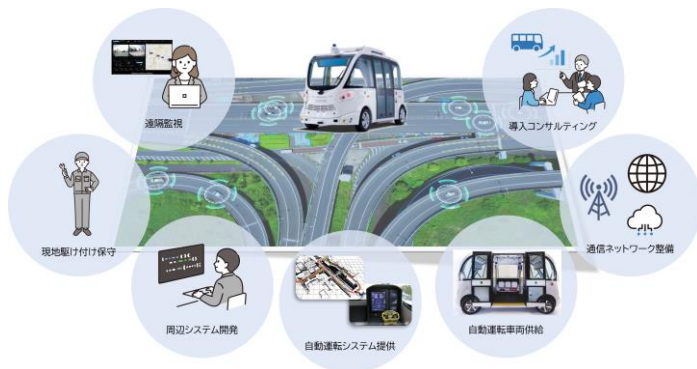 遠隔監視
導入コンサルティング
現地駆け付け保守
通信ネットワーク整備
周辺システム開発
自動運転システム提供
自動運転車両供給